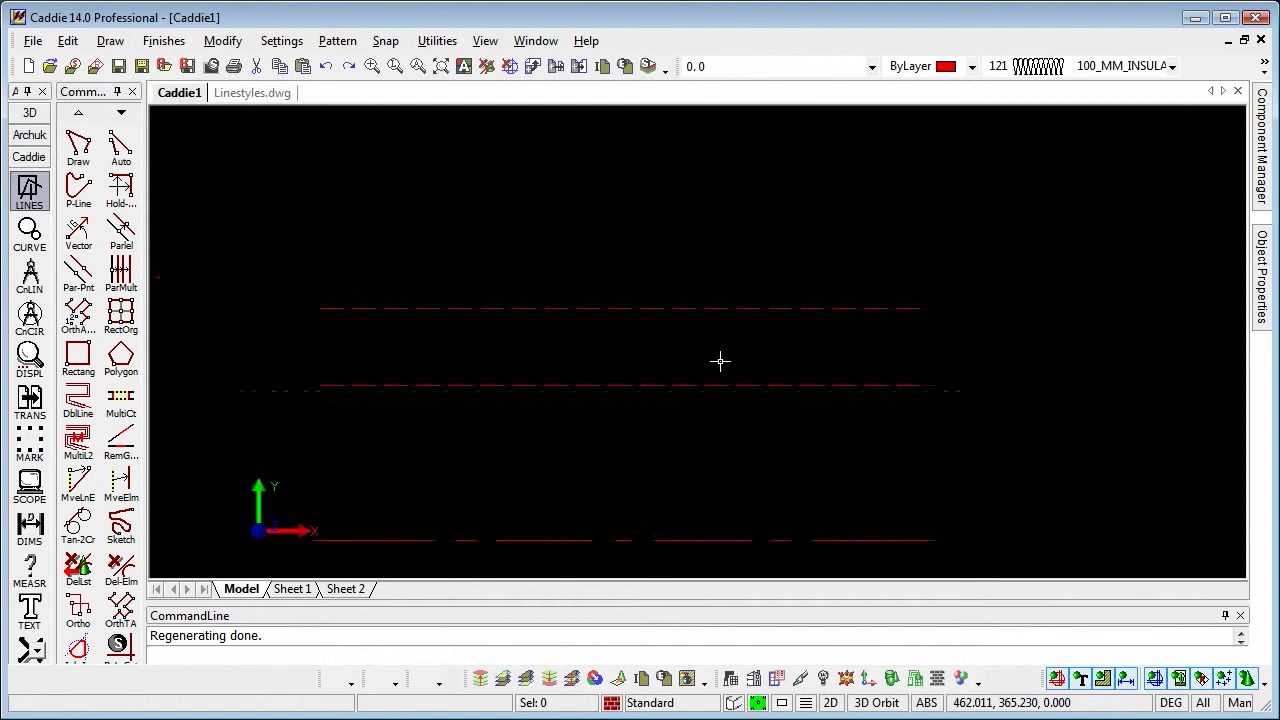 Caddie 14.0 Professional - [Caddie1]
File Edit Draw Finishes Modify Settings Pattern Snap Utilities View Window Help
0. ByLayer 121 100_MM_INSULA
A Comm... Caddie1 Linestyles.dwg
3D
Archuk
Caddie
LINES
CURVE
CnLIN
CnCIR
DISPL
TRANS
MARK
SCOPE
DIMS
MEASR
TEXT
Draw Auto
P-Line Hold-...
Vector Parlel
Par-Pnt ParMult
OrthA... RectOrg
Rectang Polygon
DblLine MultiCt
MultiL2 RemG...
MveLnE MveElm
Tan-2Cr Sketch
DelLst Del-Elm
Ortho OrthTA
Y
Z X
Component Manager
Object Properties
Model Sheet 1 Sheet 2
CommandLine
Regenerating done.
Sel: 0 Standard 2D 3D Orbit ABS 462.011, 365.230, 0.000 DEG All Man